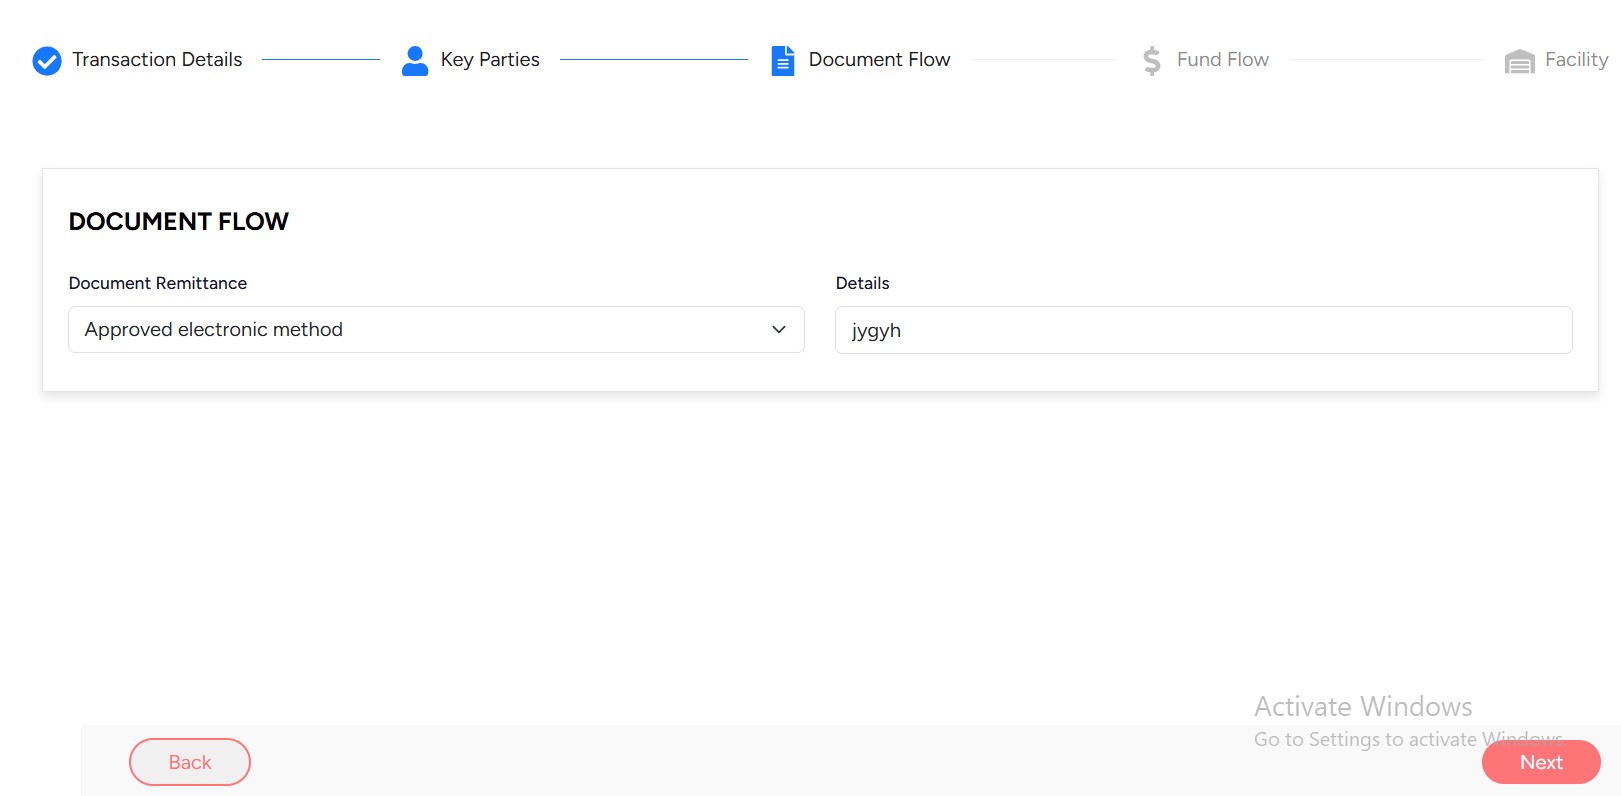 Transaction Details
Key Parties
Document Flow
Fund Flow
Facility
DOCUMENT FLOW
Document Remittance
Details
Approved electronic method
jygyh
Activate Windows
Go to Settings to activate Windows.
Back
Next